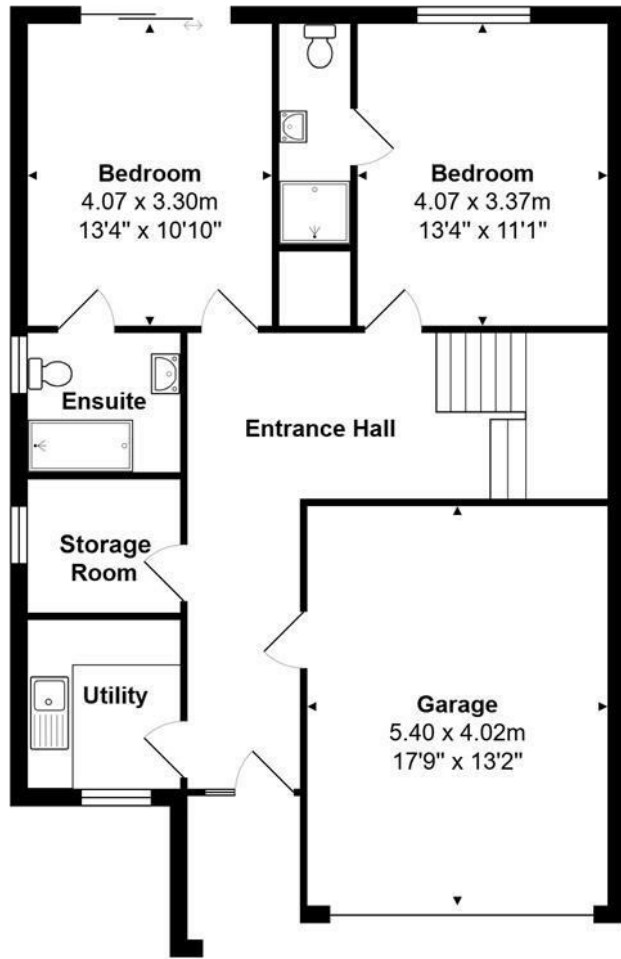 Bedroom
4.07 x 3.30m
13'4" x 10'10"
Bedroom
4.07 x 3.37m
13'4" x 11'1"
Ensuite
Entrance Hall
Storage
Room
Utility
Garage
5.40 x 4.02m
17'9" x 13'2"